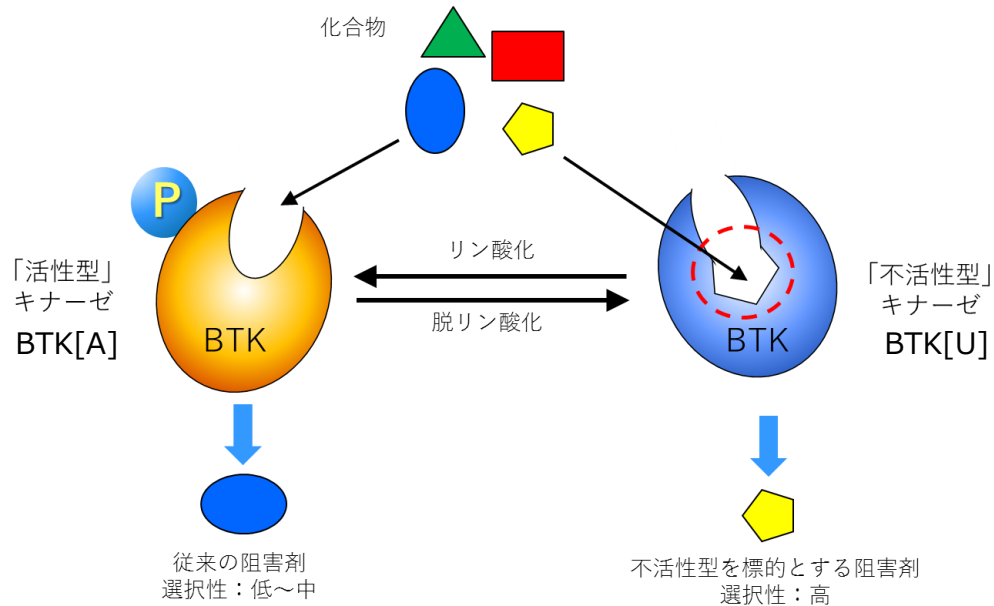 化合物
P
リン酸化
脱リン酸化
「活性型」
キナーゼ
BTK[A]
BTK
BTK
「不活性型」
キナーゼ
BTK[U]
従来の阻害剤
選択性：低～中
不活性型を標的とする阻害剤
選択性：高